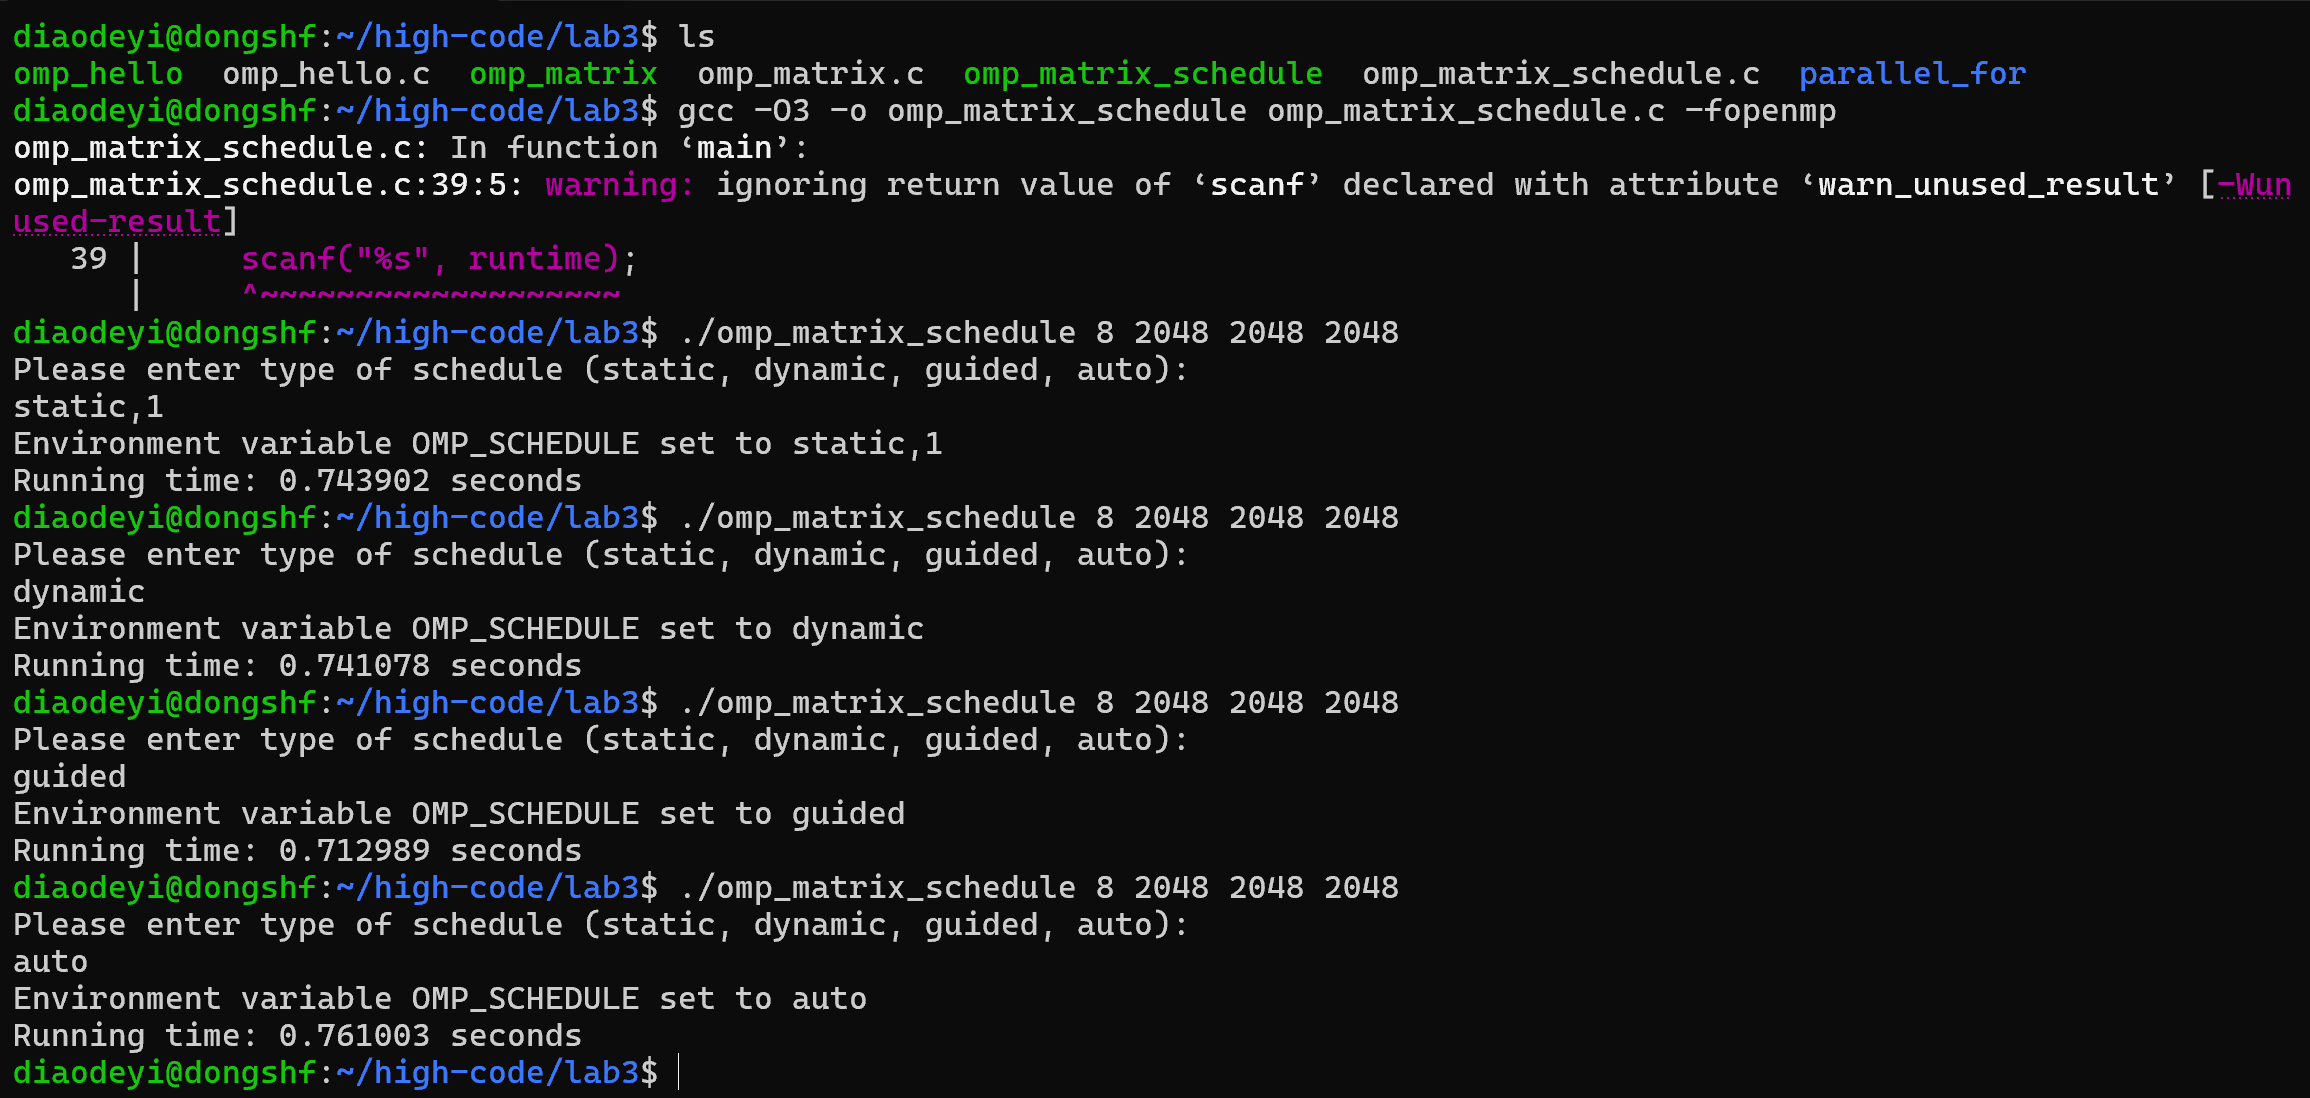 diaodeyi@dongshf:~/high-code/lab3$ ls
omp_hello  omp_hello.c  omp_matrix  omp_matrix.c  omp_matrix_schedule  omp_matrix_schedule.c  parallel_for
diaodeyi@dongshf:~/high-code/lab3$ gcc -O3 -o omp_matrix_schedule omp_matrix_schedule.c -fopenmp
omp_matrix_schedule.c: In function ‘main’:
omp_matrix_schedule.c:39:5: warning: ignoring return value of ‘scanf’ declared with attribute ‘warn_unused_result’ [-Wun
used-result]
   39 |     scanf("%s", runtime);
      |     ^~~~~~~~~~~~~~~~~~~~
diaodeyi@dongshf:~/high-code/lab3$ ./omp_matrix_schedule 8 2048 2048 2048
Please enter type of schedule (static, dynamic, guided, auto):
static,1
Environment variable OMP_SCHEDULE set to static,1
Running time: 0.743902 seconds
diaodeyi@dongshf:~/high-code/lab3$ ./omp_matrix_schedule 8 2048 2048 2048
Please enter type of schedule (static, dynamic, guided, auto):
dynamic
Environment variable OMP_SCHEDULE set to dynamic
Running time: 0.741078 seconds
diaodeyi@dongshf:~/high-code/lab3$ ./omp_matrix_schedule 8 2048 2048 2048
Please enter type of schedule (static, dynamic, guided, auto):
guided
Environment variable OMP_SCHEDULE set to guided
Running time: 0.712989 seconds
diaodeyi@dongshf:~/high-code/lab3$ ./omp_matrix_schedule 8 2048 2048 2048
Please enter type of schedule (static, dynamic, guided, auto):
auto
Environment variable OMP_SCHEDULE set to auto
Running time: 0.761003 seconds
diaodeyi@dongshf:~/high-code/lab3$